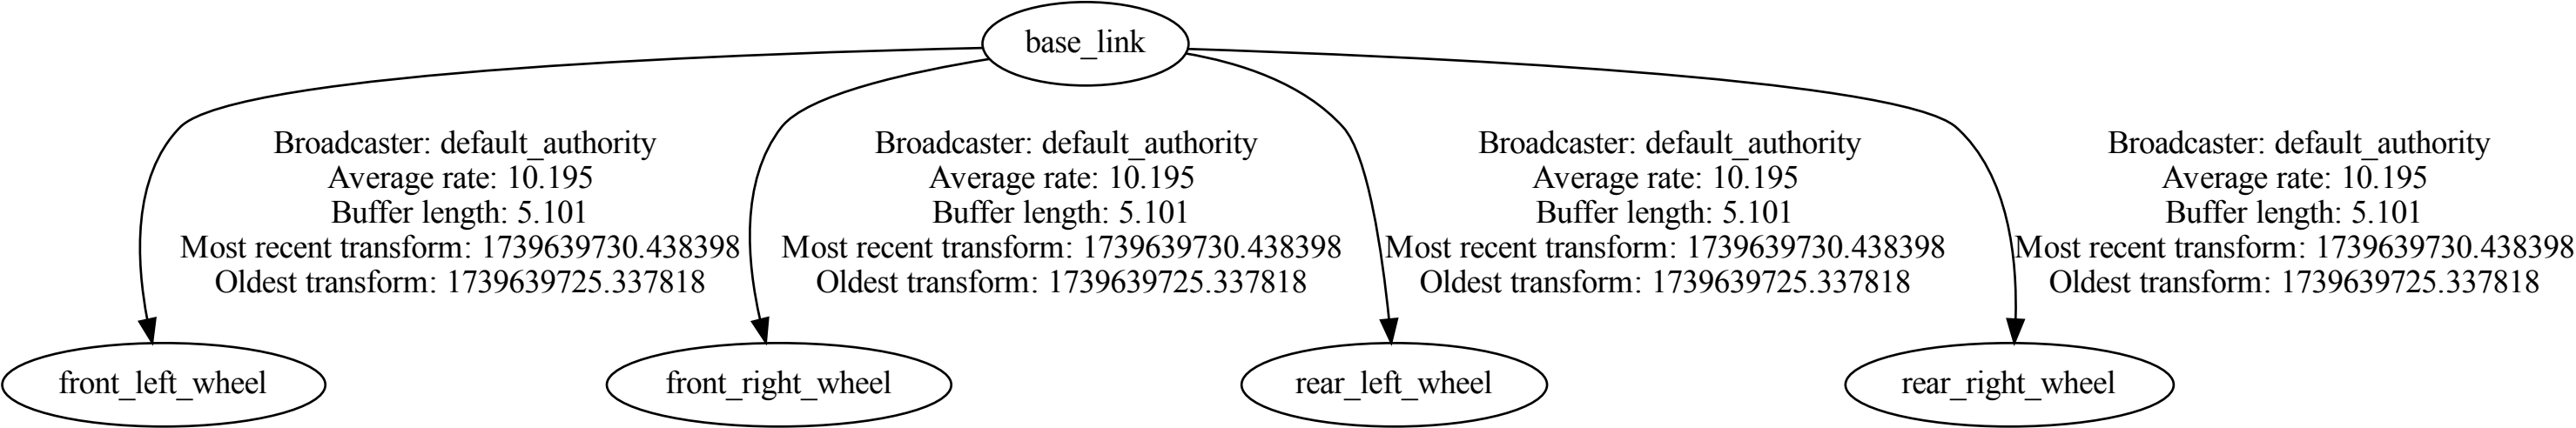 base_link
Broadcaster: default_authority
Average rate: 10.195
Buffer length: 5.101
Most recent transform: 1739639730.438398
Oldest transform: 1739639725.337818
Broadcaster: default_authority
Average rate: 10.195
Buffer length: 5.101
Most recent transform: 1739639730.438398
Oldest transform: 1739639725.337818
Broadcaster: default_authority
Average rate: 10.195
Buffer length: 5.101
Most recent transform: 1739639730.438398
Oldest transform: 1739639725.337818
Broadcaster: default_authority
Average rate: 10.195
Buffer length: 5.101
Most recent transform: 1739639730.438398
Oldest transform: 1739639725.337818
front_left_wheel
front_right_wheel
rear_left_wheel
rear_right_wheel